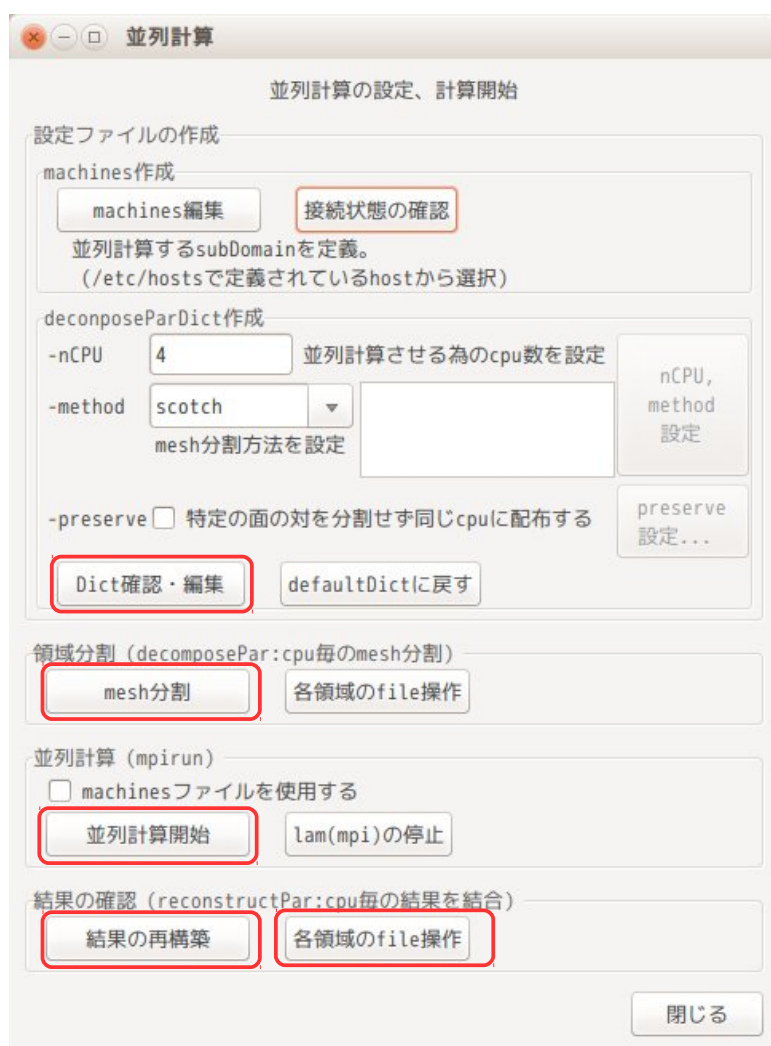 並列計算
並列計算の設定、計算開始
設定ファイルの作成
machines作成
machines編集 接続状態の確認
並列計算するsubDomainを定義。
(/etc/hostsで定義されているhostから選択)
deconposeParDict作成
-nCPU 4 並列計算させる為のcpu数を設定
nCPU,
method
設定
-method scotch
mesh分割方法を設定
-preserve 特定の面の対を分割せず同じcpuに配布する
preserve
設定...
Dict確認・編集 defaultDictに戻す
領域分割 (decomposePar:cpu毎のmesh分割)
mesh分割 各領域のfile操作
並列計算 (mpirun)
machinesファイルを使用する
並列計算開始 lam(mpi)の停止
結果の確認 (reconstructPar:cpu毎の結果を結合)
結果の再構築 各領域のfile操作
閉じる